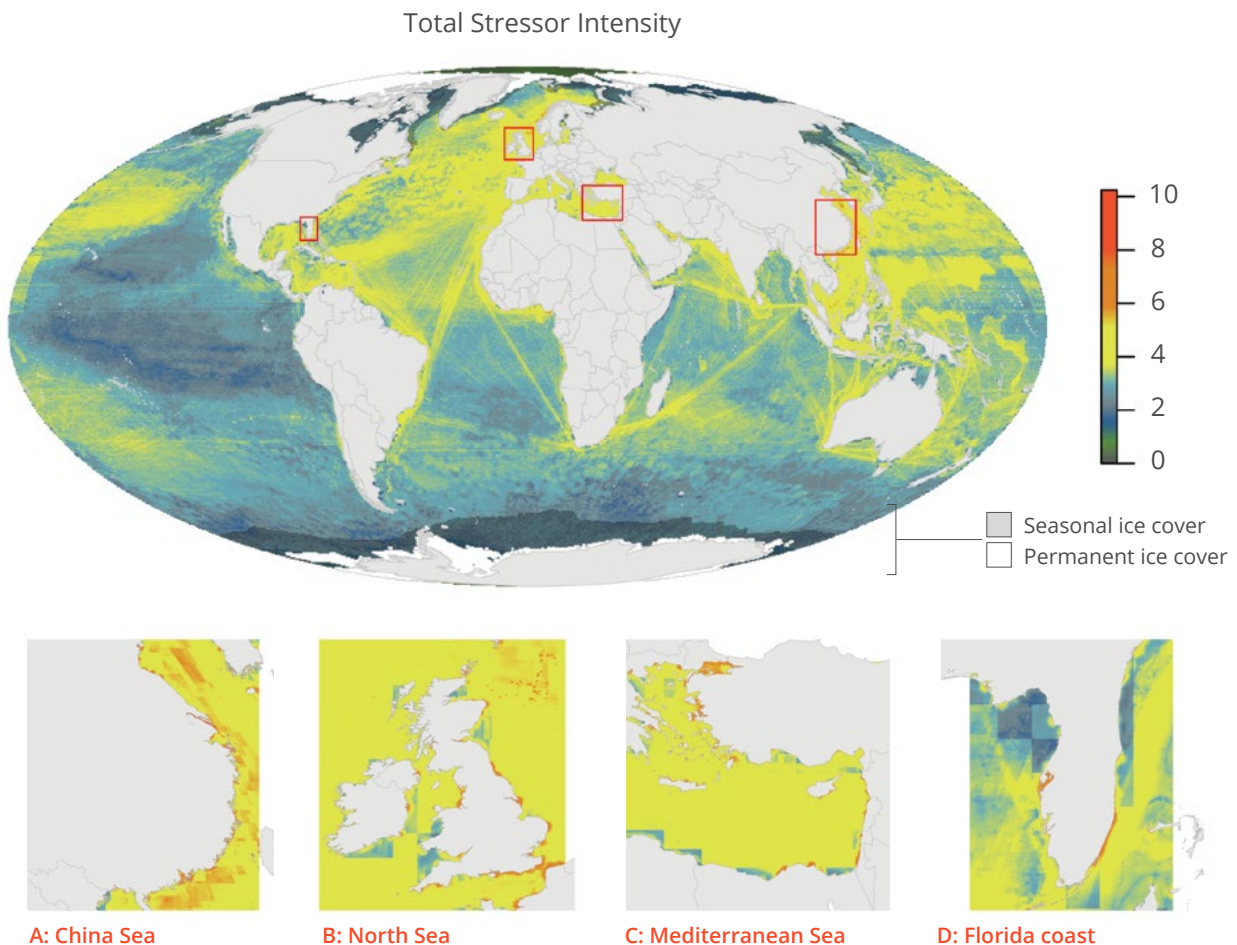 Total Stressor Intensity
10
8
6
4
2
0
Seasonal ice cover
Permanent ice cover
A: China Sea
B: North Sea
C: Mediterranean Sea
D: Florida coast